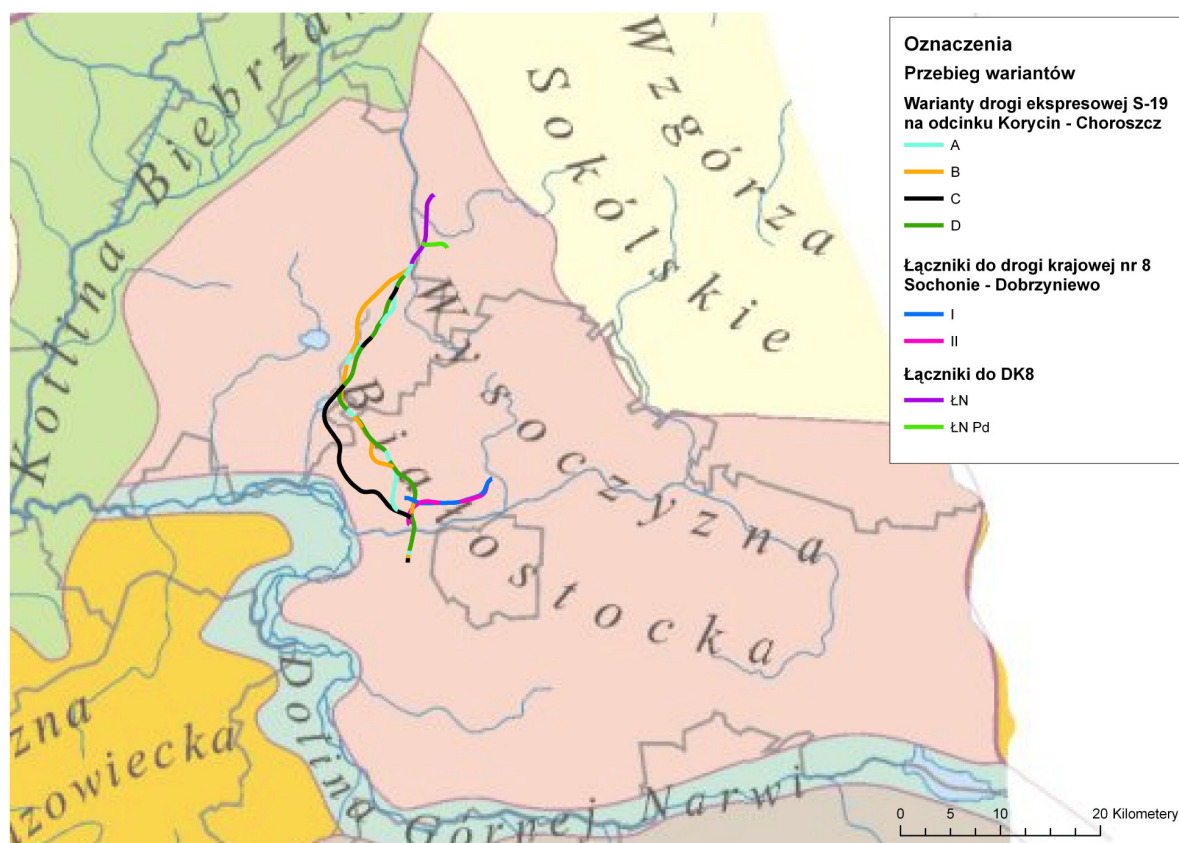 Kotlina Biebrza
Wzgórza
Sokólskie
Wysoczyzna
Białostocka
zna
zowiecka
Dolina Górnej Narwi
Oznaczenia
Przebieg wariantów
Warianty drogi ekspresowej S-19
na odcinku Korycin - Choroszcz
A
B
C
D
Łączniki do drogi krajowej nr 8
Sochonie - Dobrzyniewo
I
II
Łączniki do DK8
ŁN
ŁN Pd
0 5 10 20 Kilometery